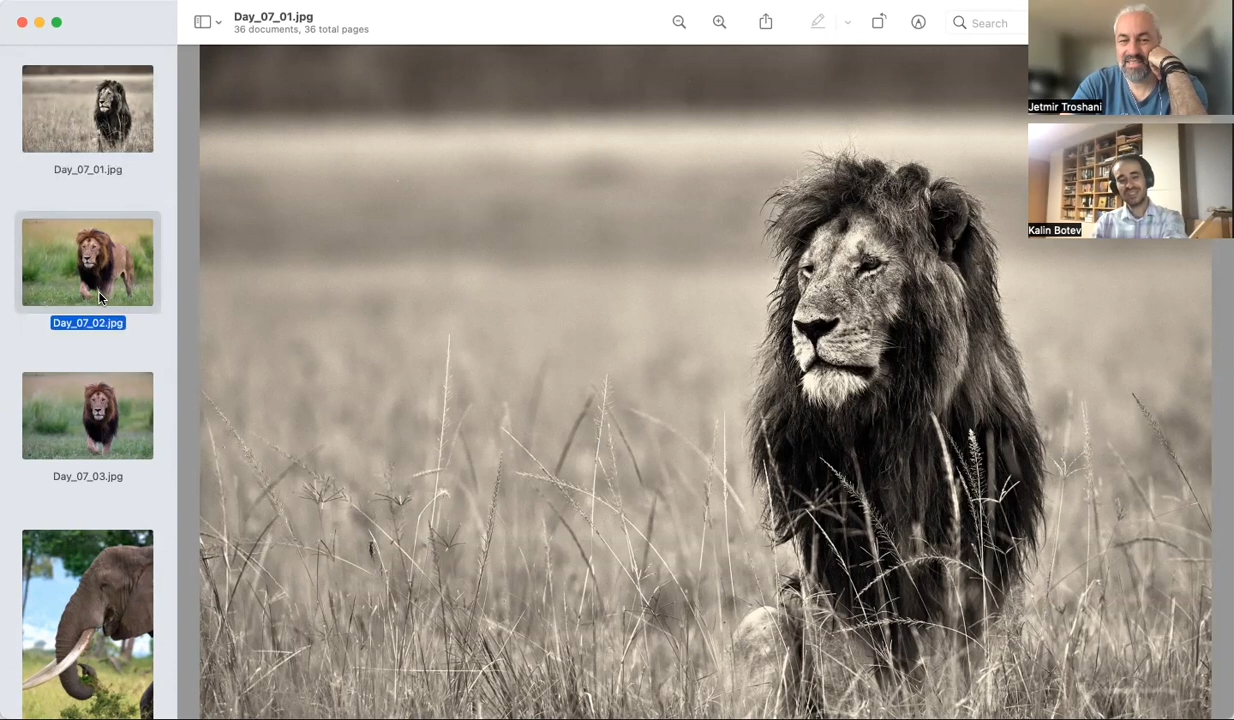 Day_07_01.jpg
36 documents, 36 total pages
Search
Jetmir Troshani
Kalin Botev
Day_07_01.jpg
Day_07_02.jpg
Day_07_03.jpg